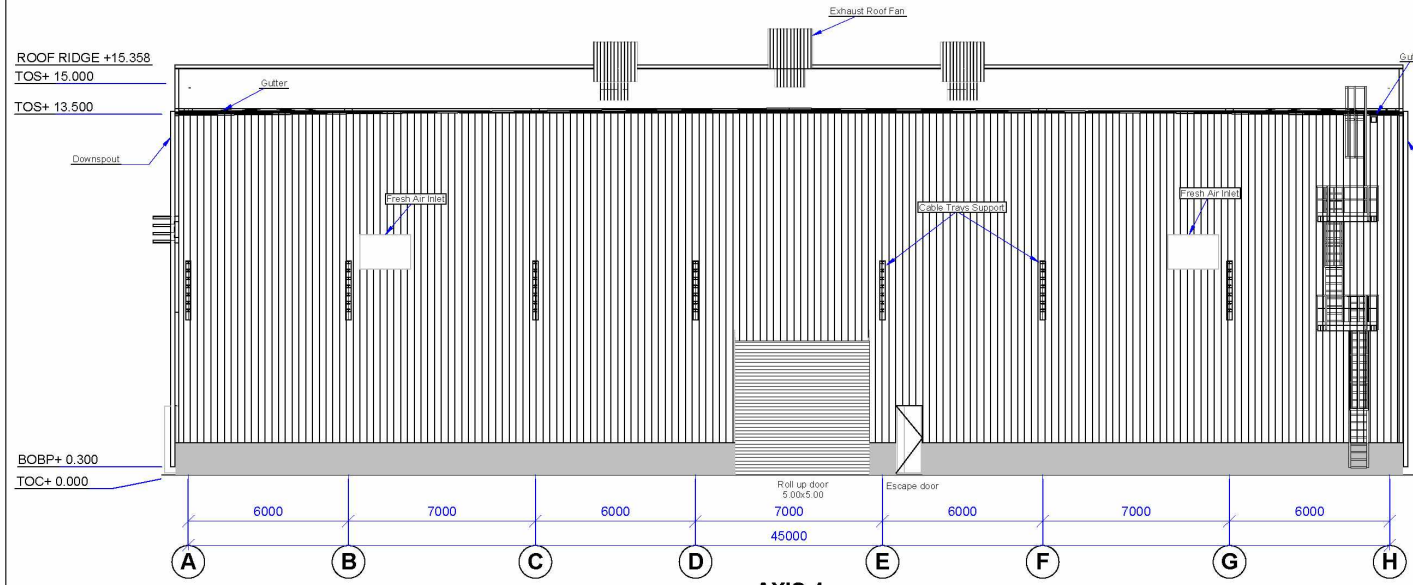 Exhaust Roof Fan
ROOF RIDGE +15.358
TOS+ 15.000
TOS+ 13.500
Gutter
Downspout
Fresh Air Inlet
Cable Trays Support
Fresh Air Inlet
BOBP+ 0.300
TOC+ 0.000
Roll up door
5.00x5.00
Escape door
6000 7000 6000 7000 6000 7000 6000
45000
A B C D E F G H